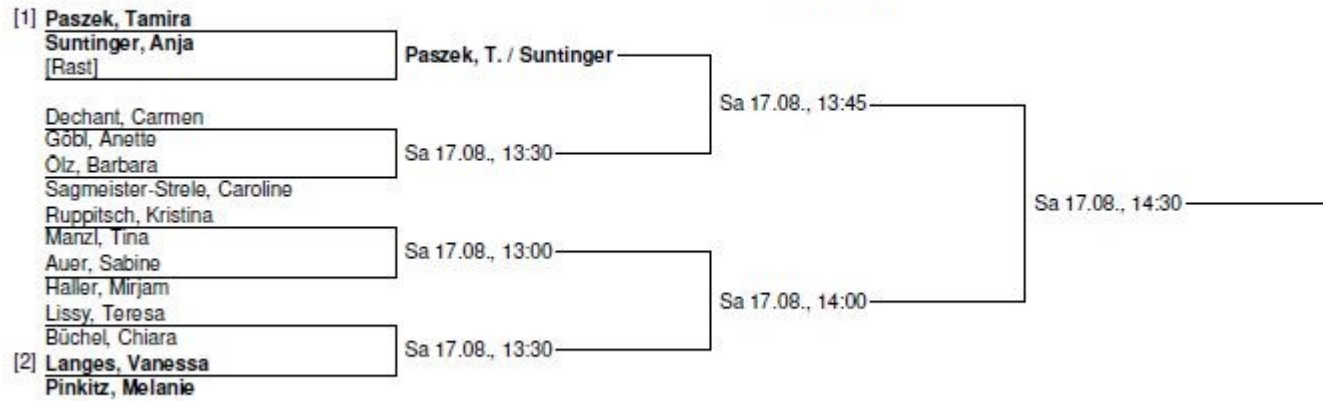 [1] Paszek, Tamira
Suntinger, Anja
[Rast]
Paszek, T. / Suntinger
Sa 17.08., 13:45
Dechant, Carmen
Göbl, Anette
Ölz, Barbara
Sa 17.08., 13:30
Sagmeister-Strele, Caroline
Sa 17.08., 14:30
Ruppitsch, Kristina
Manzl, Tina
Auer, Sabine
Sa 17.08., 13:00
Haller, Mirjam
Sa 17.08., 14:00
Lissy, Teresa
Büchel, Chiara
Sa 17.08., 13:30
[2] Langes, Vanessa
Pinkitz, Melanie